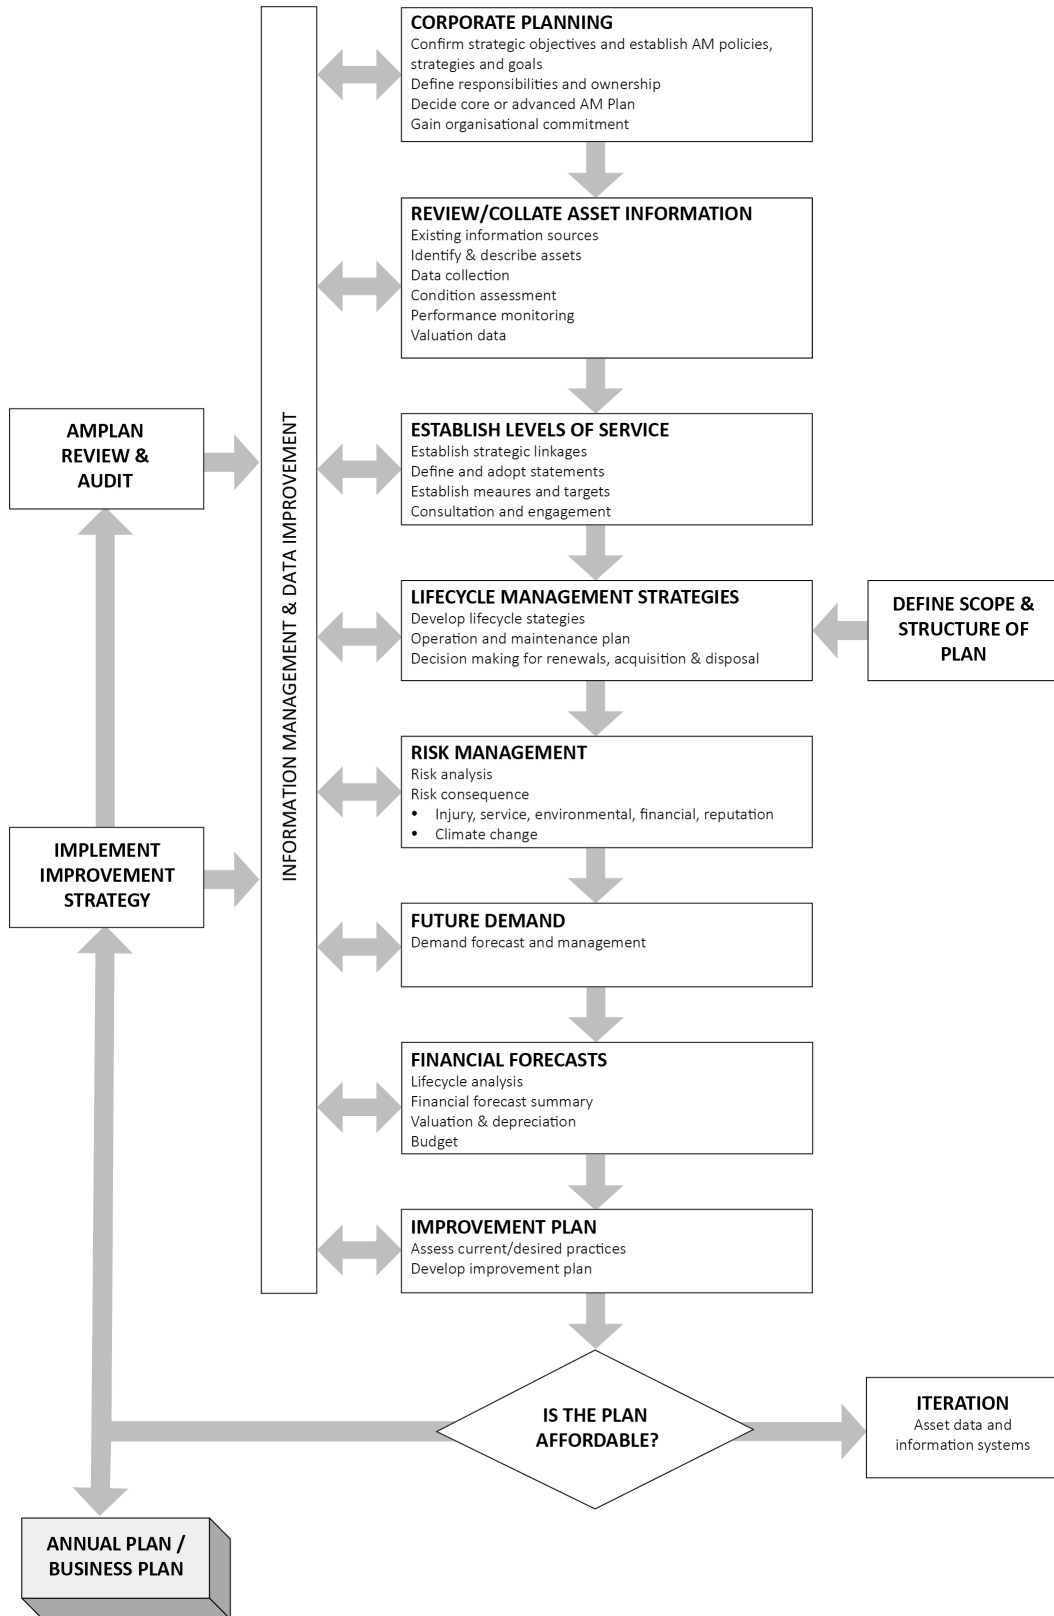 CORPORATE PLANNING
Confirm strategic objectives and establish AM policies,
strategies and goals
Define responsibilities and ownership
Decide core or advanced AM Plan
Gain organisational commitment
REVIEW/COLLATE ASSET INFORMATION
Existing information sources
Identify & describe assets
Data collection
Condition assessment
Performance monitoring
Valuation data
AMPLAN
REVIEW &
AUDIT
INFORMATION MANAGEMENT & DATA IMPROVEMENT
ESTABLISH LEVELS OF SERVICE
Establish strategic linkages
Define and adopt statements
Establish meaures and targets
Consultation and engagement
LIFECYCLE MANAGEMENT STRATEGIES
Develop lifecycle stategies
Operation and maintenance plan
Decision making for renewals, acquisition & disposal
DEFINE SCOPE &
STRUCTURE OF
PLAN
RISK MANAGEMENT
Risk analysis
Risk consequence
• Injury, service, environmental, financial, reputation
• Climate change
IMPLEMENT
IMPROVEMENT
STRATEGY
FUTURE DEMAND
Demand forecast and management
FINANCIAL FORECASTS
Lifecycle analysis
Financial forecast summary
Valuation & depreciation
Budget
IMPROVEMENT PLAN
Assess current/desired practices
Develop improvement plan
IS THE PLAN
AFFORDABLE?
ITERATION
Asset data and
information systems
ANNUAL PLAN /
BUSINESS PLAN